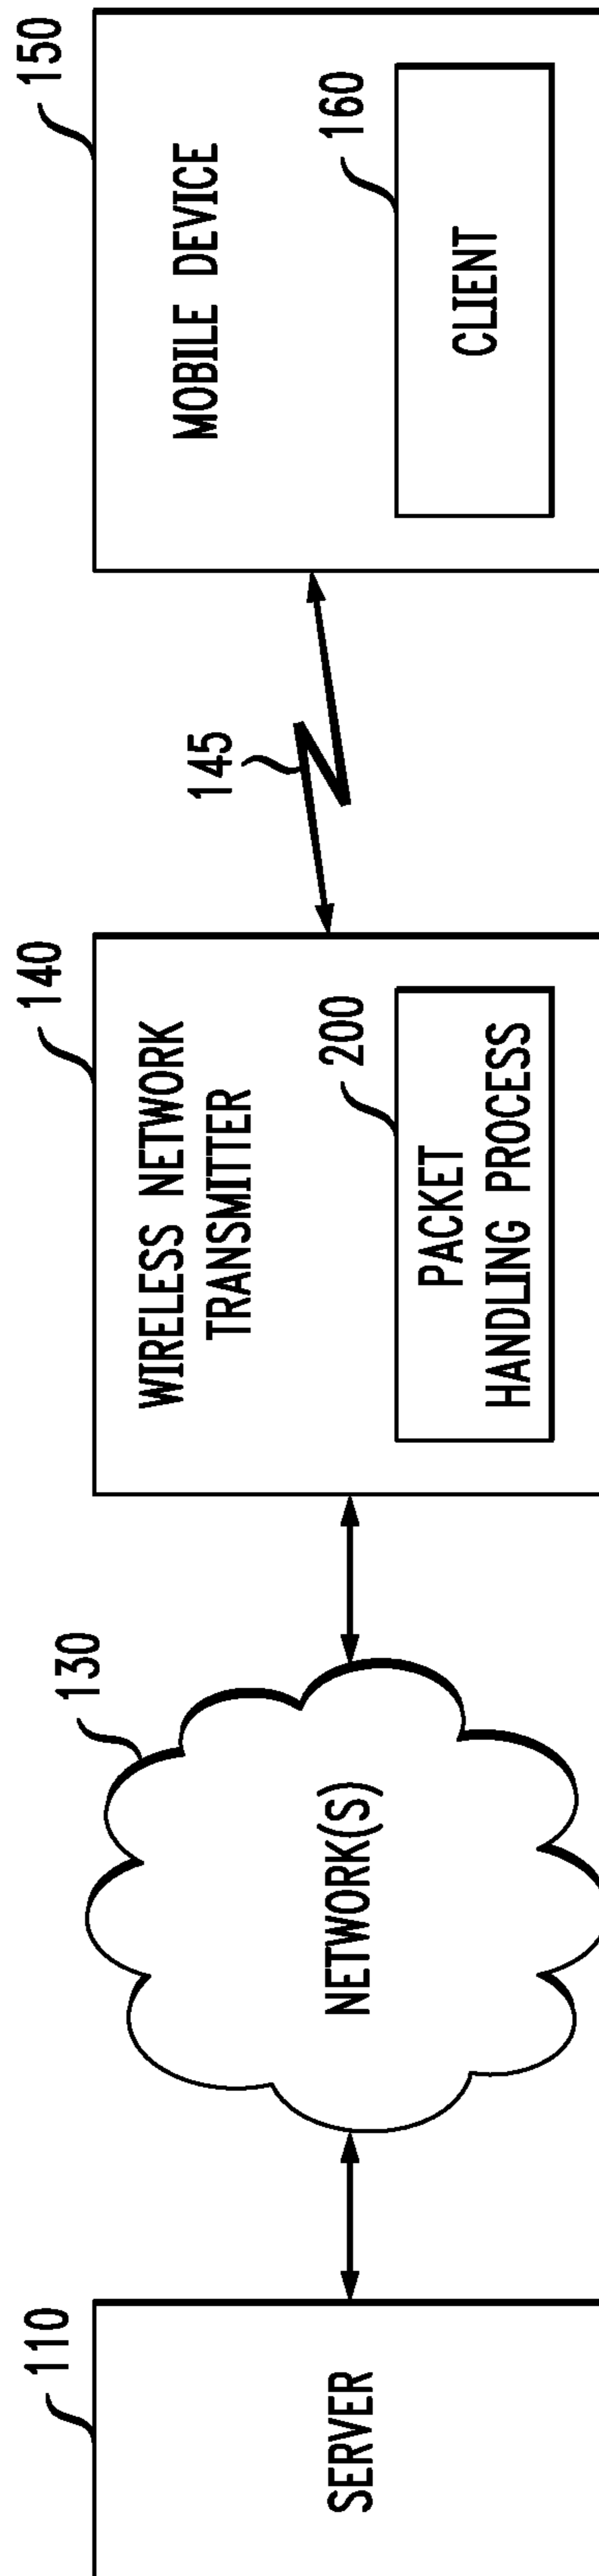 110
SERVER
130
NETWORK(S)
140
WIRELESS NETWORK
TRANSMITTER
200
PACKET
HANDLING PROCESS
145
150
MOBILE DEVICE
160
CLIENT